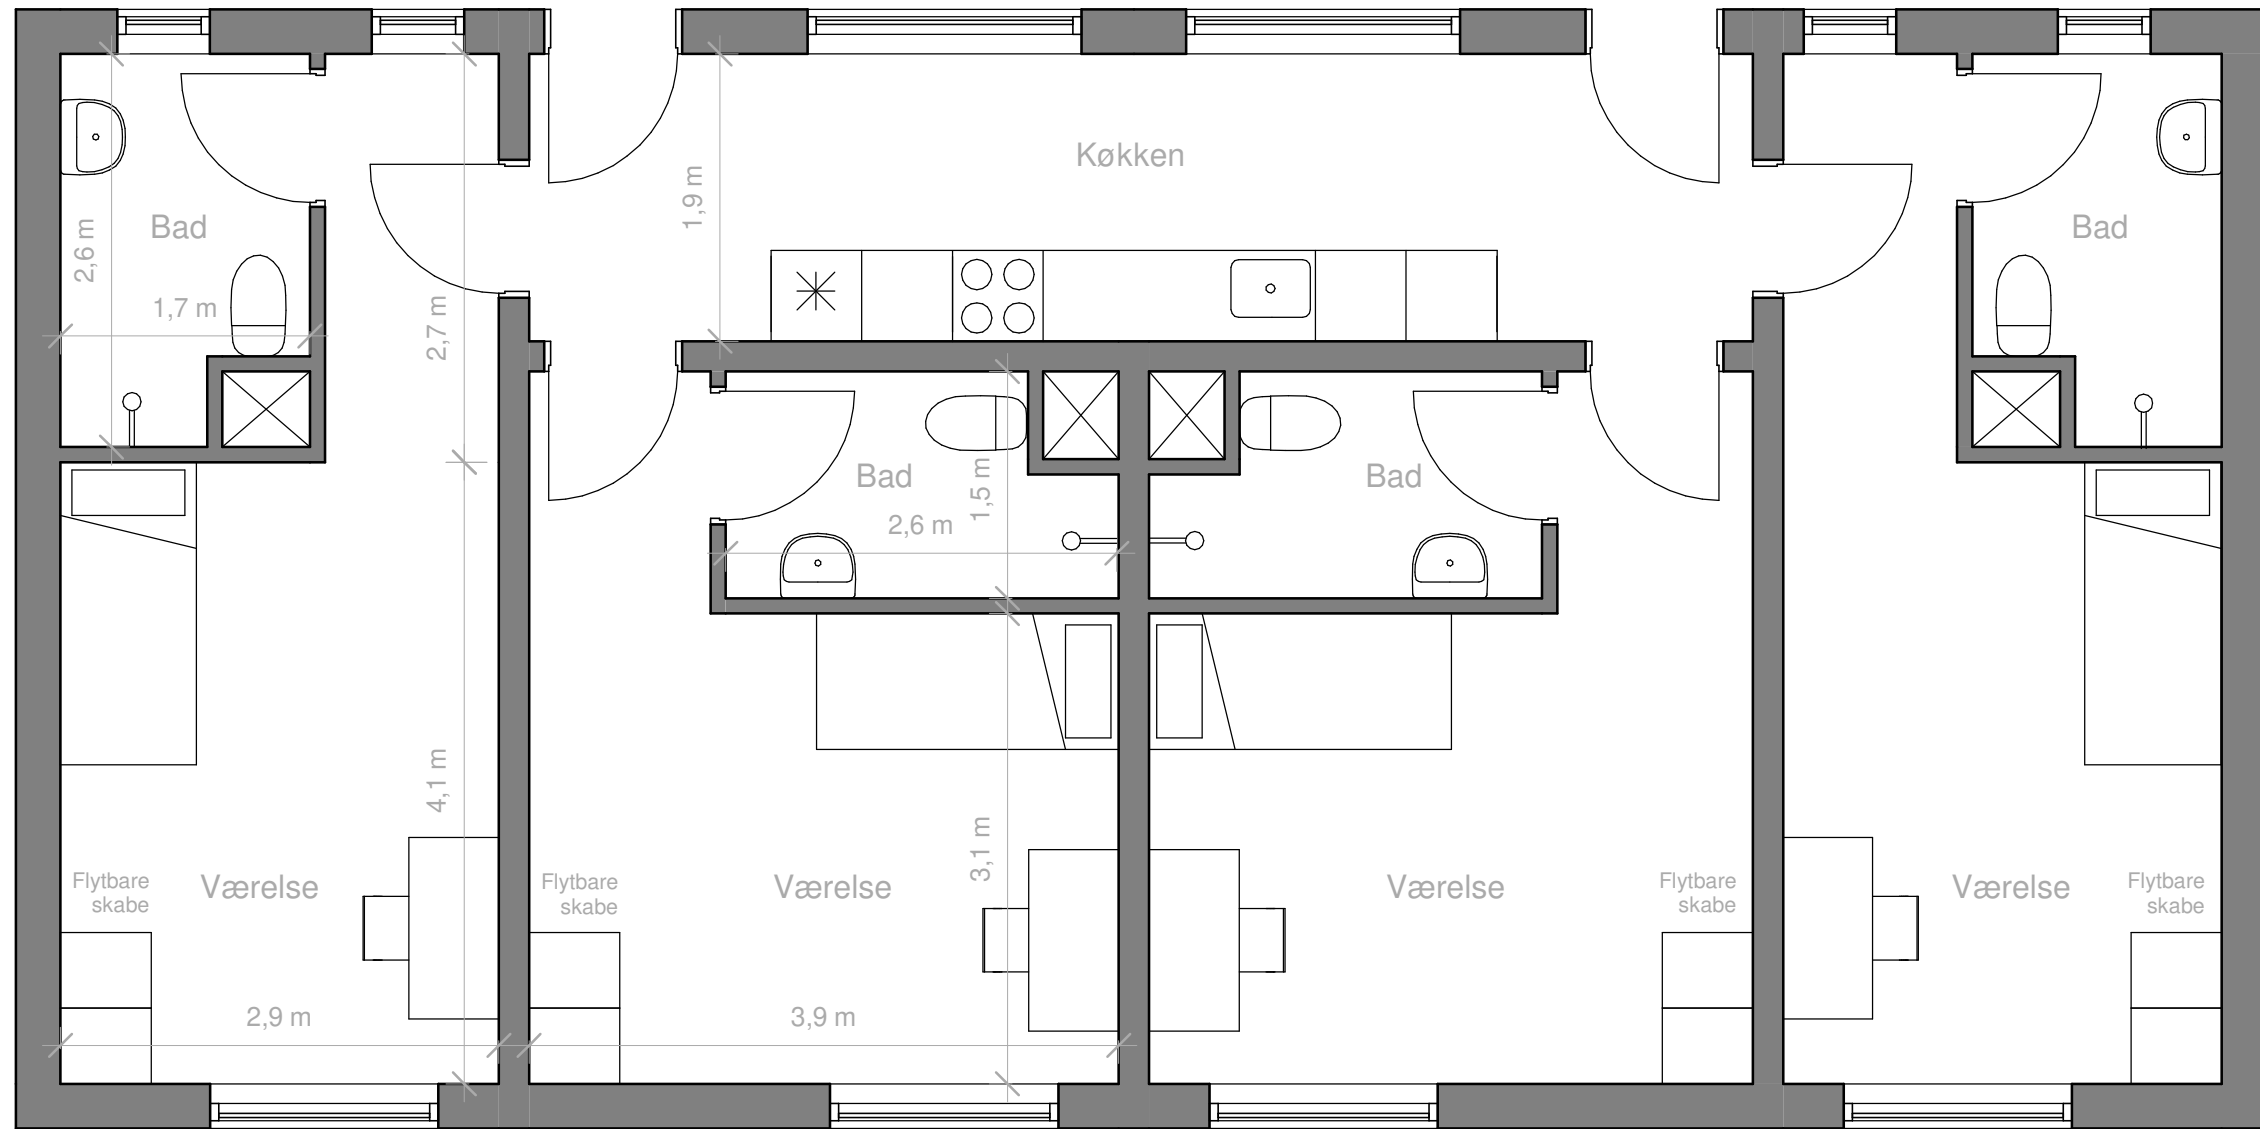 Køkken
1,9 m
Bad
2,6 m
1,7 m
2,7 m
Bad
Bad
1,5 m
2,6 m
Bad
4,1 m
3,1 m
Flytbare
skabe
Værelse
Flytbare
skabe
Værelse
Værelse
Flytbare
skabe
Værelse
Flytbare
skabe
2,9 m
3,9 m